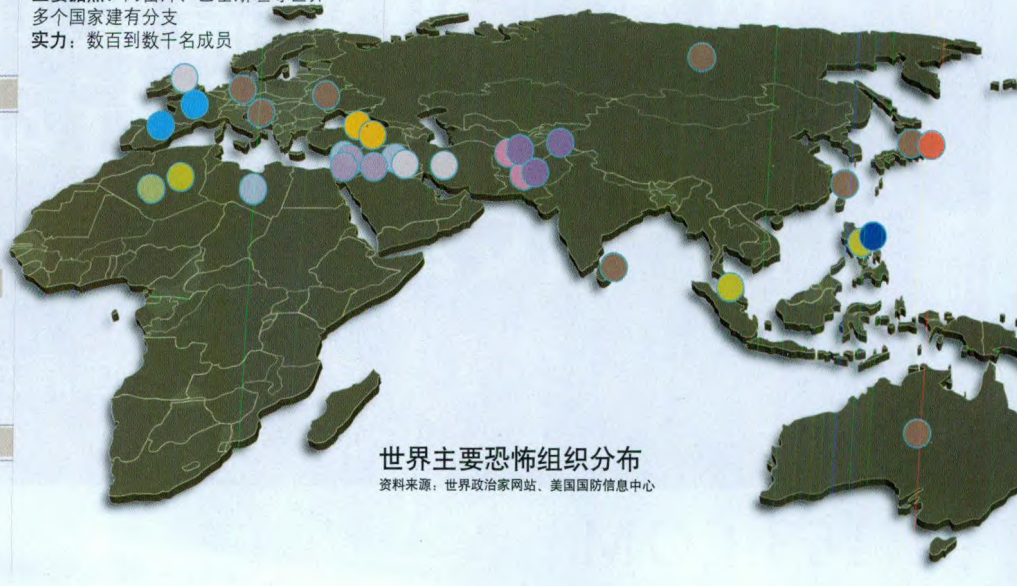 多个国家建有分支
实力：数百到数千名成员
世界主要恐怖组织分布
资料来源：世界政治家网站、美国国防信息中心